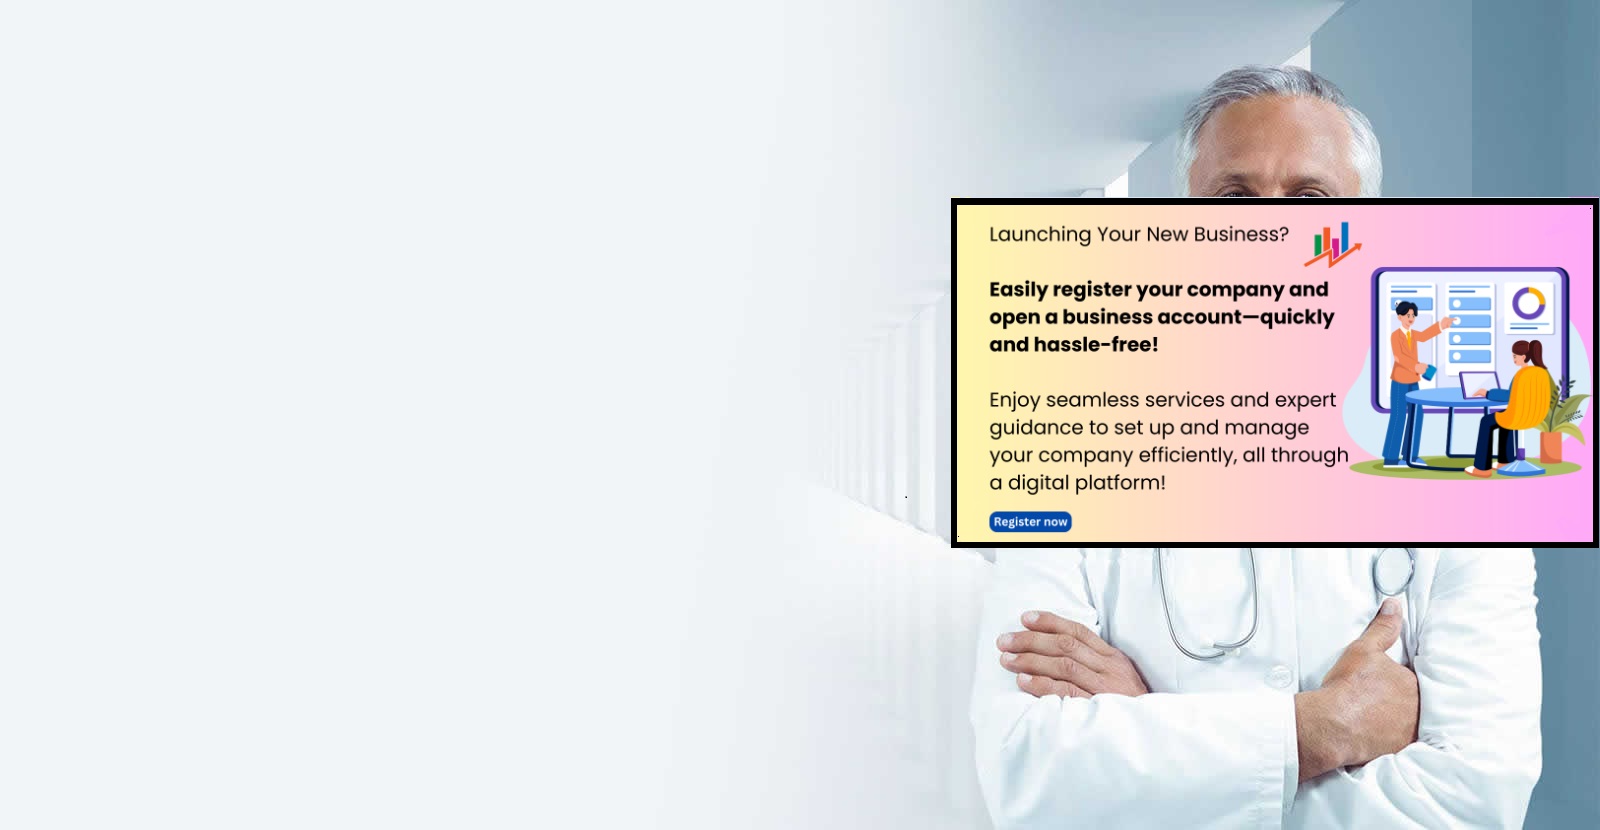 Launching Your New Business?
Easily register your company and
open a business account—quickly
and hassle-free!
Enjoy seamless services and expert
guidance to set up and manage
your company efficiently, all through
a digital platform!
Register now